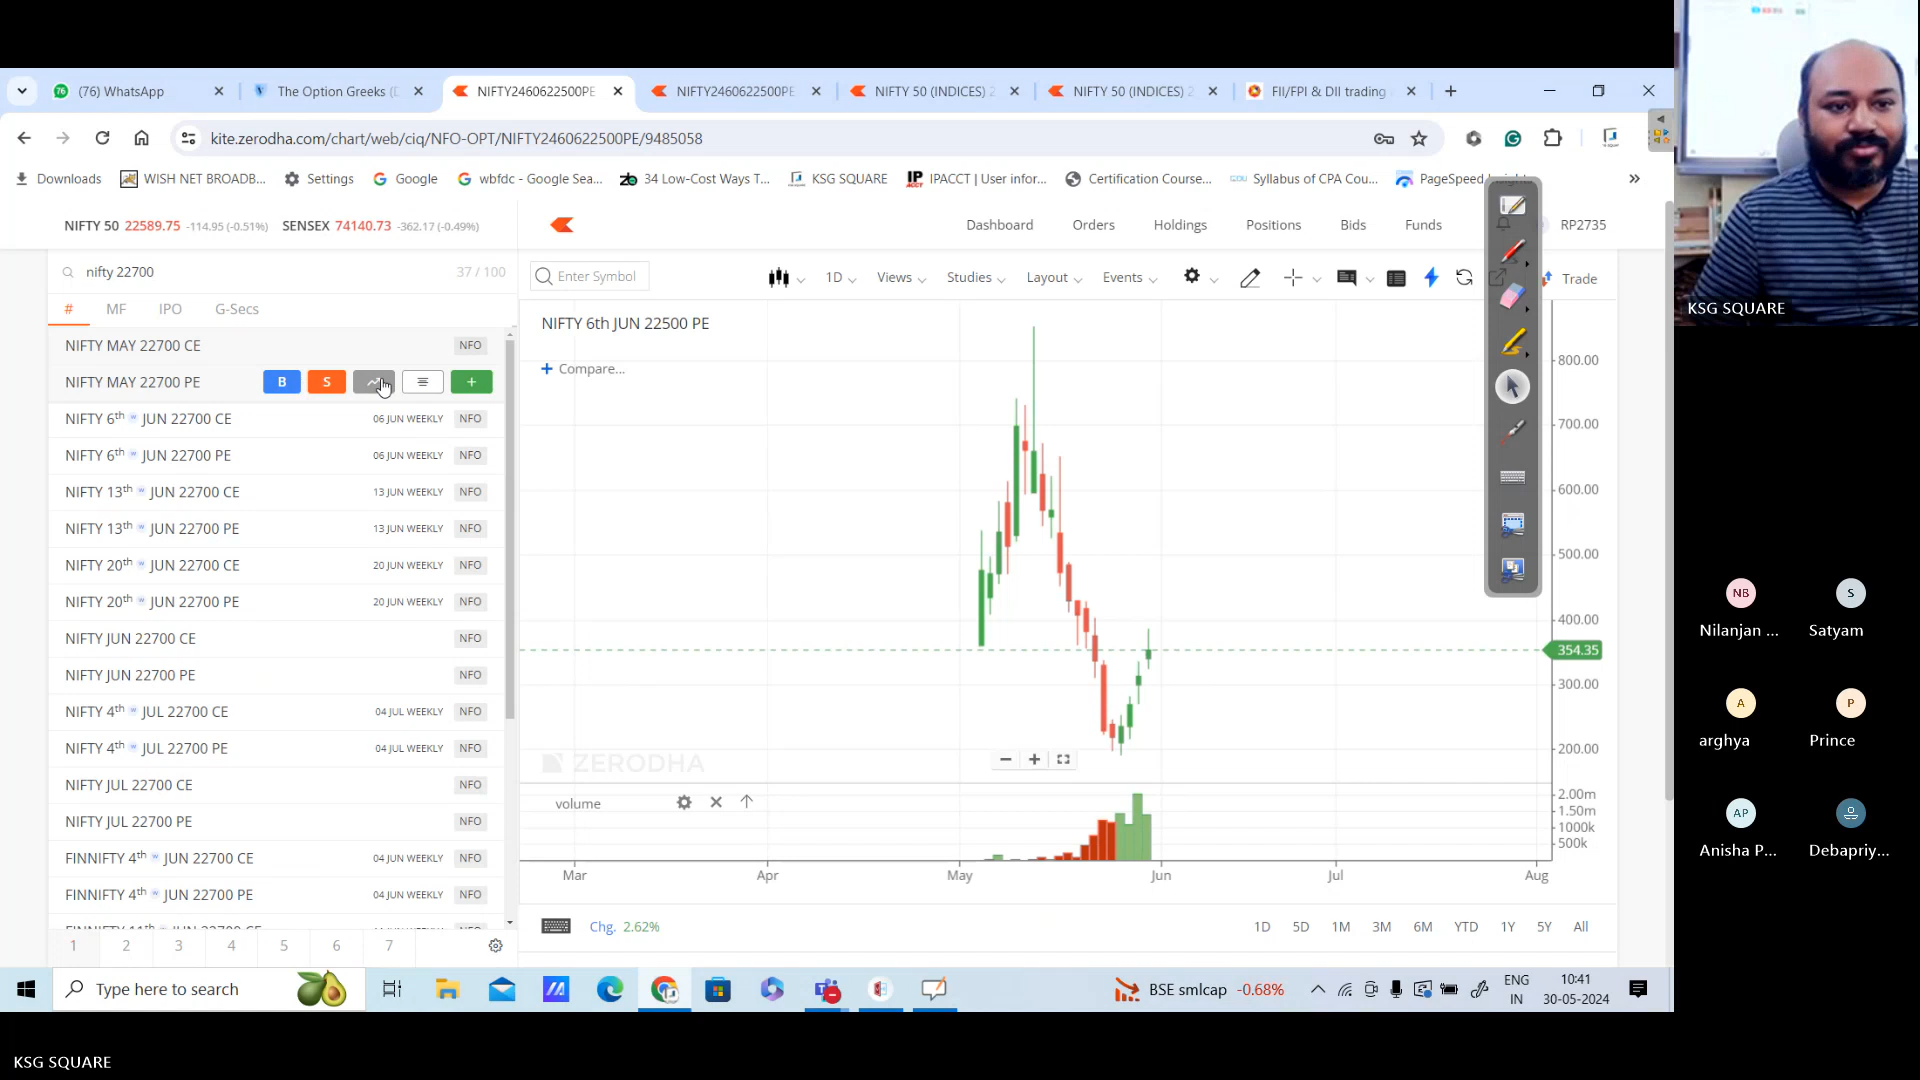 (76) WhatsApp
The Option Greeks (D
NIFTY2460622500PE
NIFTY2460622500PE
NIFTY 50 (INDICES) 2
NIFTY 50 (INDICES) 2
FII/FPI & DII trading
kite.zerodha.com/chart/web/ciq/NFO-OPT/NIFTY2460622500PE/9485058
Downloads
WISH NET BROADB...
Settings
Google
wbfdc - Google Sea...
34 Low-Cost Ways T...
KSG SQUARE
IPACCT | User infor...
Certification Course...
Syllabus of CPA Cou...
PageSpeed Insights
NIFTY 50 22589.75 -114.95 (-0.51%) SENSEX 74140.73 -362.17 (-0.49%)
Dashboard Orders Holdings Positions Bids Funds RP2735
nifty 22700 37 / 100
Enter Symbol 1D Views Studies Layout Events Trade
# MF IPO G-Secs
KSG SQUARE
NIFTY 6th JUN 22500 PE
Compare...
NIFTY MAY 22700 CE NFO
NIFTY MAY 22700 PE B S
NIFTY 6th w JUN 22700 CE 06 JUN WEEKLY NFO
NIFTY 6th w JUN 22700 PE 06 JUN WEEKLY NFO
NIFTY 13th w JUN 22700 CE 13 JUN WEEKLY NFO
NIFTY 13th w JUN 22700 PE 13 JUN WEEKLY NFO
NIFTY 20th w JUN 22700 CE 20 JUN WEEKLY NFO
NIFTY 20th w JUN 22700 PE 20 JUN WEEKLY NFO
NIFTY JUN 22700 CE NFO
NIFTY JUN 22700 PE NFO
NIFTY 4th w JUL 22700 CE 04 JUL WEEKLY NFO
NIFTY 4th w JUL 22700 PE 04 JUL WEEKLY NFO
NIFTY JUL 22700 CE NFO
NIFTY JUL 22700 PE NFO
FINNIFTY 4th w JUN 22700 CE 04 JUN WEEKLY NFO
FINNIFTY 4th w JUN 22700 PE 04 JUN WEEKLY NFO
1 2 3 4 5 6 7
800.00
700.00
600.00
500.00
400.00
354.35
300.00
200.00
ZERODHA
volume
2.00m
1.50m
1000k
500k
Mar Apr May Jun Jul Aug
Chg. 2.62%
1D 5D 1M 3M 6M YTD 1Y 5Y All
NB S
Nilanjan ... Satyam
A P
arghya Prince
AP
Anisha P... Debapriy...
Type here to search
BSE smlcap -0.68%
ENG
IN
10:41
30-05-2024
KSG SQUARE